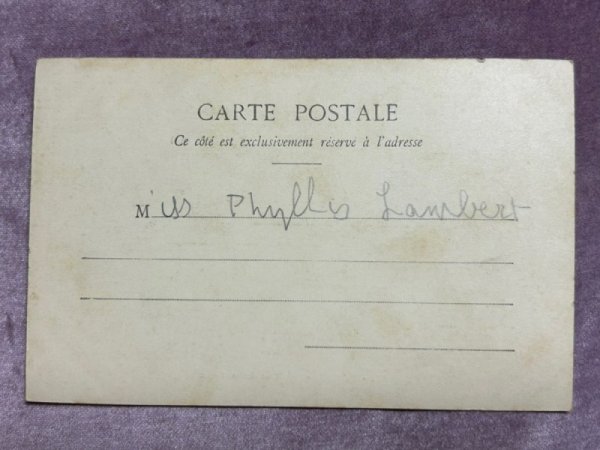 CARTE POSTALE
Ce côté est exclusivement réservé à l'adresse
Miss Phyllis Lambert